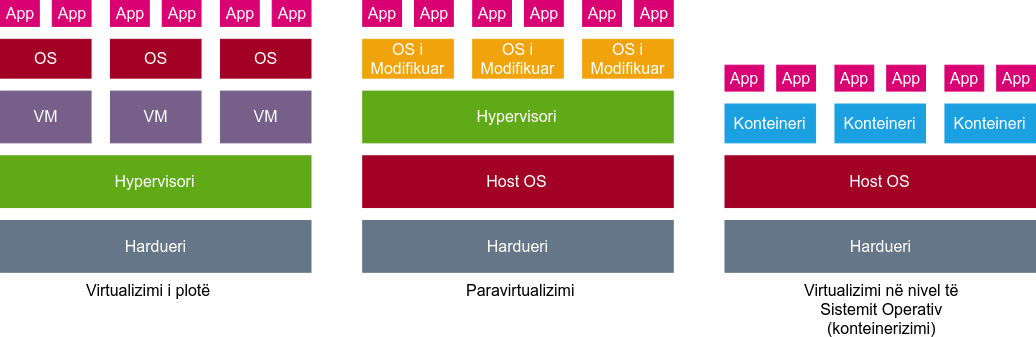 App App App App App App
OS OS OS
VM VM VM
Hypervisori
Hardueri
Virtualizimi i plotë
App App App App App App
OS i Modifikuar
OS i Modifikuar
OS i Modifikuar
Hypervisori
Host OS
Hardueri
Paravirtualizimi
App App App App App App
Konteineri Konteineri Konteineri
Host OS
Hardueri
Virtualizimi në nivel të
Sistemit Operativ
(konteinerizimi)